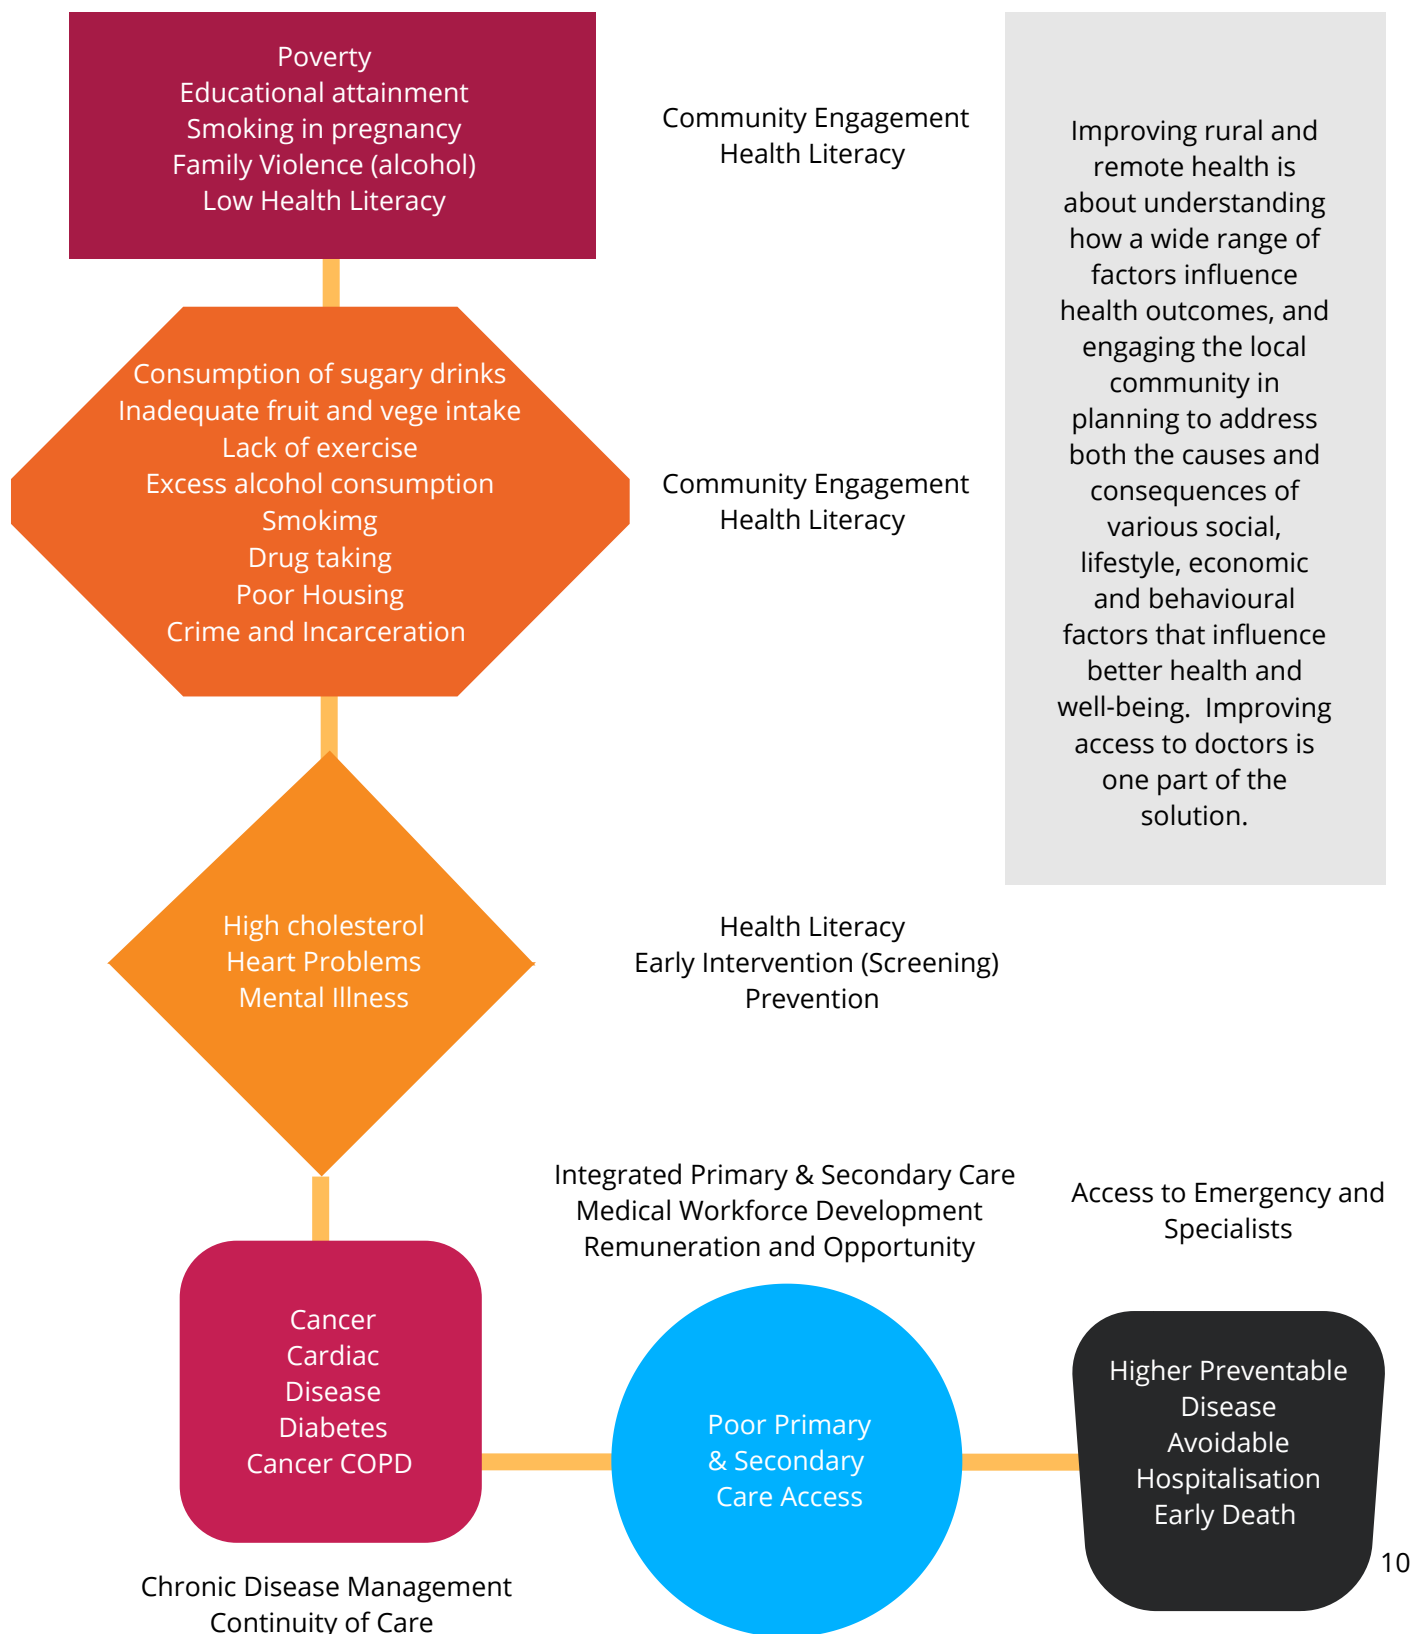 Poverty
Educational attainment
Smoking in pregnancy
Family Violence (alcohol)
Low Health Literacy
Community Engagement
Health Literacy
Improving rural and
remote health is
about understanding
how a wide range of
factors influence
health outcomes, and
engaging the local
community in
planning to address
both the causes and
consequences of
various social,
lifestyle, economic
and behavioural
factors that influence
better health and
well-being.  Improving
access to doctors is
one part of the
solution.
Consumption of sugary drinks
Inadequate fruit and vege intake
Lack of exercise
Excess alcohol consumption
Smokimg
Drug taking
Poor Housing
Crime and Incarceration
Community Engagement
Health Literacy
High cholesterol
Heart Problems
Mental Illness
Health Literacy
Early Intervention (Screening)
Prevention
Cancer
Cardiac
Disease
Diabetes
Cancer COPD
Chronic Disease Management
Continuity of Care
Integrated Primary & Secondary Care
Medical Workforce Development
Remuneration and Opportunity
Poor Primary
& Secondary
Care Access
Access to Emergency and
Specialists
Higher Preventable
Disease
Avoidable
Hospitalisation
Early Death
10